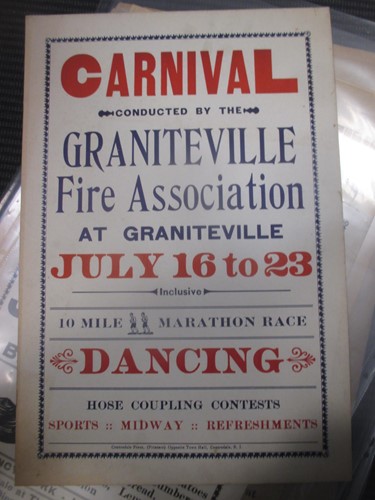 CARNIVAL
CONDUCTED BY THE
GRANITEVILLE
Fire Association
AT GRANITEVILLE
JULY 16 to 23
Inclusive
10 MILE MARATHON RACE
DANCING
HOSE COUPLING CONTESTS
SPORTS :: MIDWAY :: REFRESHMENTS